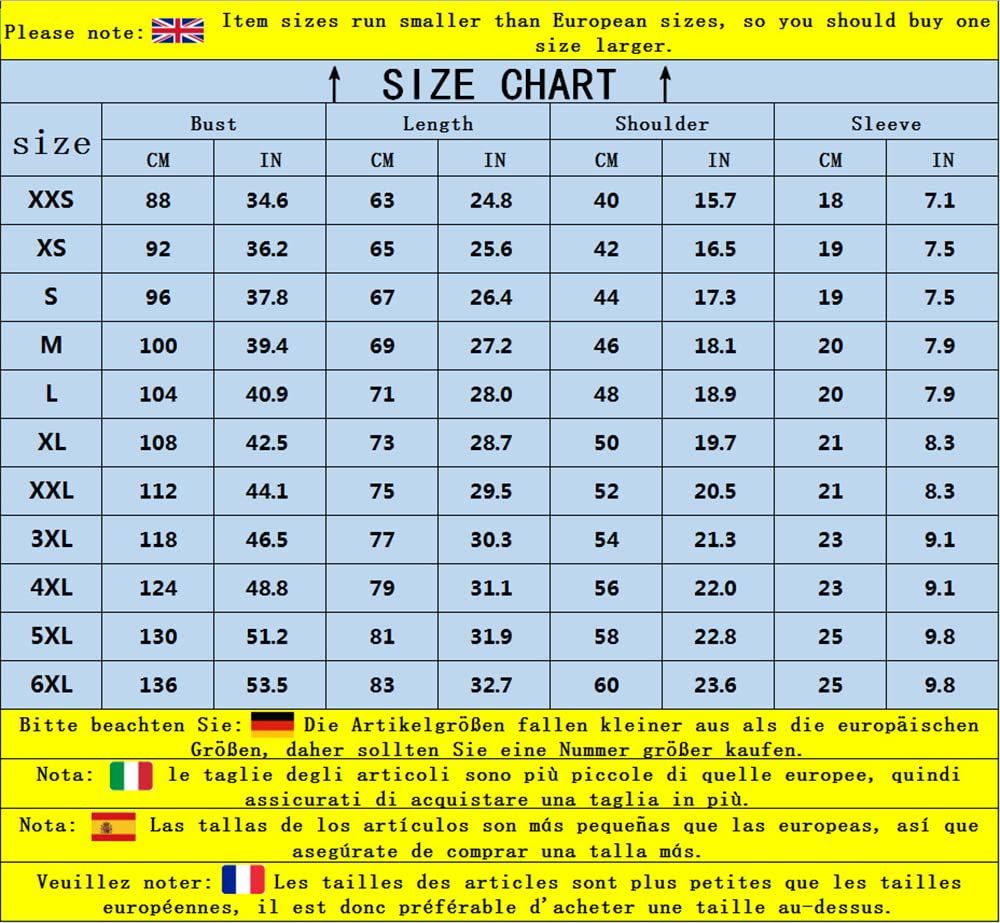 Please note: Item sizes run smaller than European sizes, so you should buy one
size larger.
↑ SIZE CHART ↑
size Bust Length Shoulder Sleeve
CM IN CM IN CM IN CM IN
XXS 88 34.6 63 24.8 40 15.7 18 7.1
XS 92 36.2 65 25.6 42 16.5 19 7.5
S 96 37.8 67 26.4 44 17.3 19 7.5
M 100 39.4 69 27.2 46 18.1 20 7.9
L 104 40.9 71 28.0 48 18.9 20 7.9
XL 108 42.5 73 28.7 50 19.7 21 8.3
XXL 112 44.1 75 29.5 52 20.5 21 8.3
3XL 118 46.5 77 30.3 54 21.3 23 9.1
4XL 124 48.8 79 31.1 56 22.0 23 9.1
5XL 130 51.2 81 31.9 58 22.8 25 9.8
6XL 136 53.5 83 32.7 60 23.6 25 9.8
Bitte beachten Sie: Die Artikelgrößen fallen kleiner aus als die europäischen
Größen, daher sollten Sie eine Nummer größer kaufen.
Nota: le taglie degli articoli sono più piccole di quelle europee, quindi
assicurati di acquistare una taglia in più.
Nota: Las tallas de los artículos son más pequeñas que las europeas, así que
asegúrate de comprar una talla más.
Veuillez noter: Les tailles des articles sont plus petites que les tailles
européennes, il est donc préférable d'acheter une taille au-dessus.